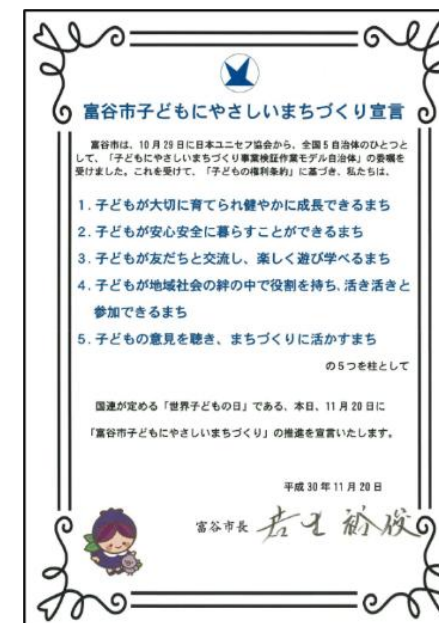 富谷市子どもにやさしいまちづくり宣言
富谷市は、10月29日に日本ユニセフ協会から、全国5自治体のひとつと
して、「子どもにやさしいまちづくり事業検証作業モデル自治体」の委嘱を
受けました。これを受けて、「子どもの権利条約」に基づき、私たちは、
1.子どもが大切に育てられ健やかに成長できるまち
2.子どもが安心安全に暮らすことができるまち
3.子どもが友だちと交流し、楽しく遊び学べるまち
4.子どもが地域社会の絆の中で役割を持ち、活き活きと
参加できるまち
5.子どもの意見を聴き、まちづくりに活かすまち
の5つを柱として
国連が定める「世界子どもの日」である、本日、11月20日に
「富谷市子どもにやさしいまちづくり」の推進を宣言いたします。
平成30年11月20日
富谷市長 若生 裕俊